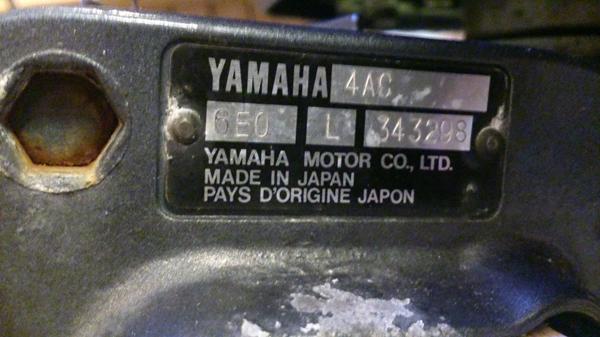 YAMAHA 4AC
6E0 L 343298
YAMAHA MOTOR CO., LTD.
MADE IN JAPAN
PAYS D'ORIGINE JAPON